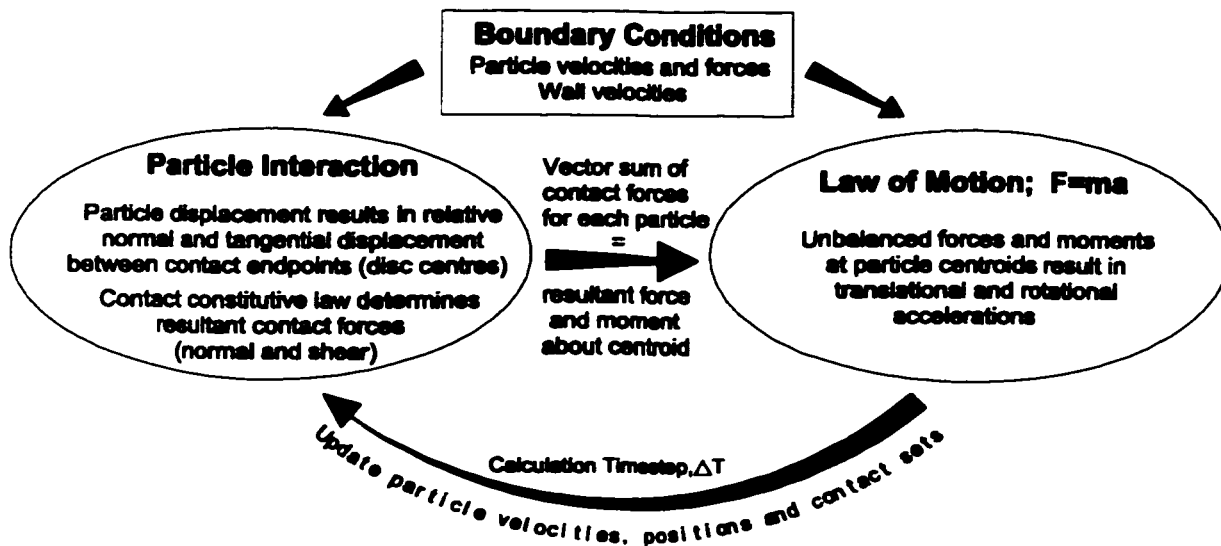 Boundary Conditions
Particle velocities and forces
Wall velocities
Particle Interaction
Particle displacement results in relative
normal and tangential displacement
between contact endpoints (disc centres)
Contact constitutive law determines
resultant contact forces
(normal and shear)
Vector sum of
contact forces
for each particle
=
resultant force
and moment
about centroid
Law of Motion; F=ma
Unbalanced forces and moments
at particle centroids result in
translational and rotational
accelerations
Calculation Timestep,△T
Update particle velocities, positions and contact sets